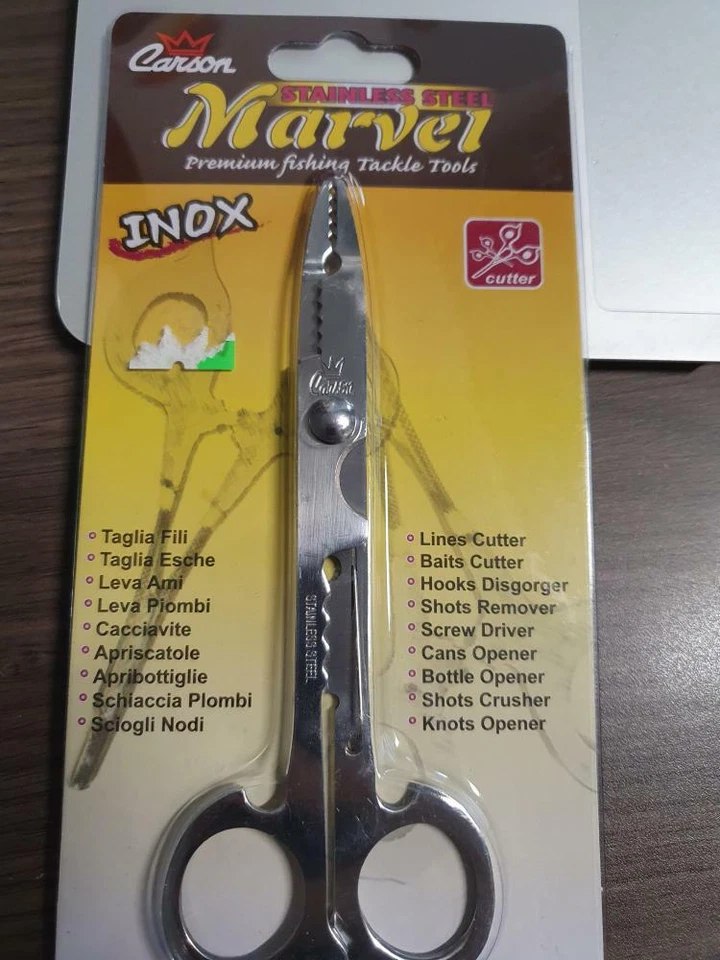 Carson
STAINLESS STEEL
Marvel
Premium fishing Tackle Tools
INOX
cutter
Carson
STAINLESS STEEL
Taglia Fili
Taglia Esche
Leva Ami
Leva Piombi
Cacciavite
Apriscatole
Apribottiglie
Schiaccia Plombi
Sciogli Nodi
Lines Cutter
Baits Cutter
Hooks Disgorger
Shots Remover
Screw Driver
Cans Opener
Bottle Opener
Shots Crusher
Knots Opener